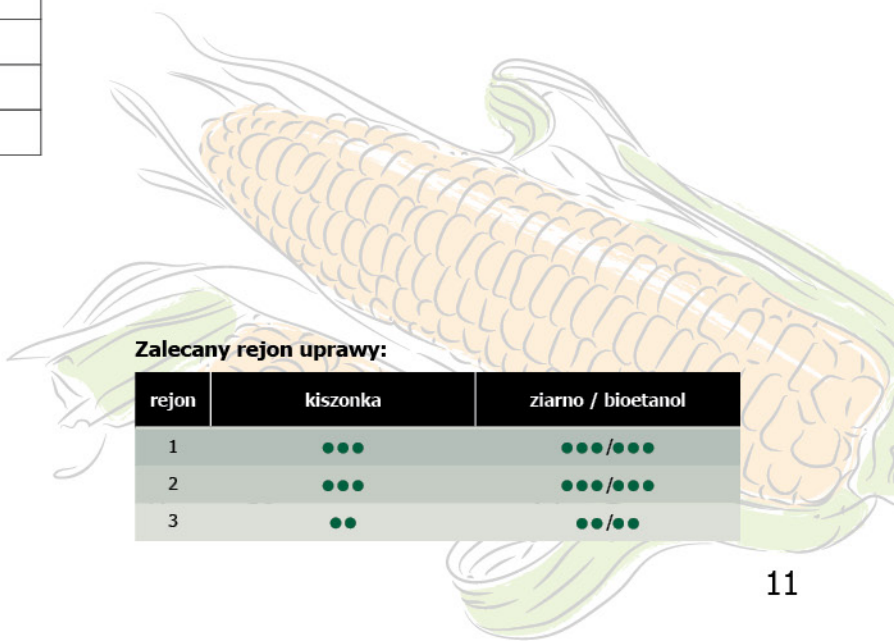 Zalecany rejon uprawy:
rejon kiszonka ziarno / bioetanol
1 ●●● ●●●/●●●
2 ●●● ●●●/●●●
3 ●● ●●/●●
11